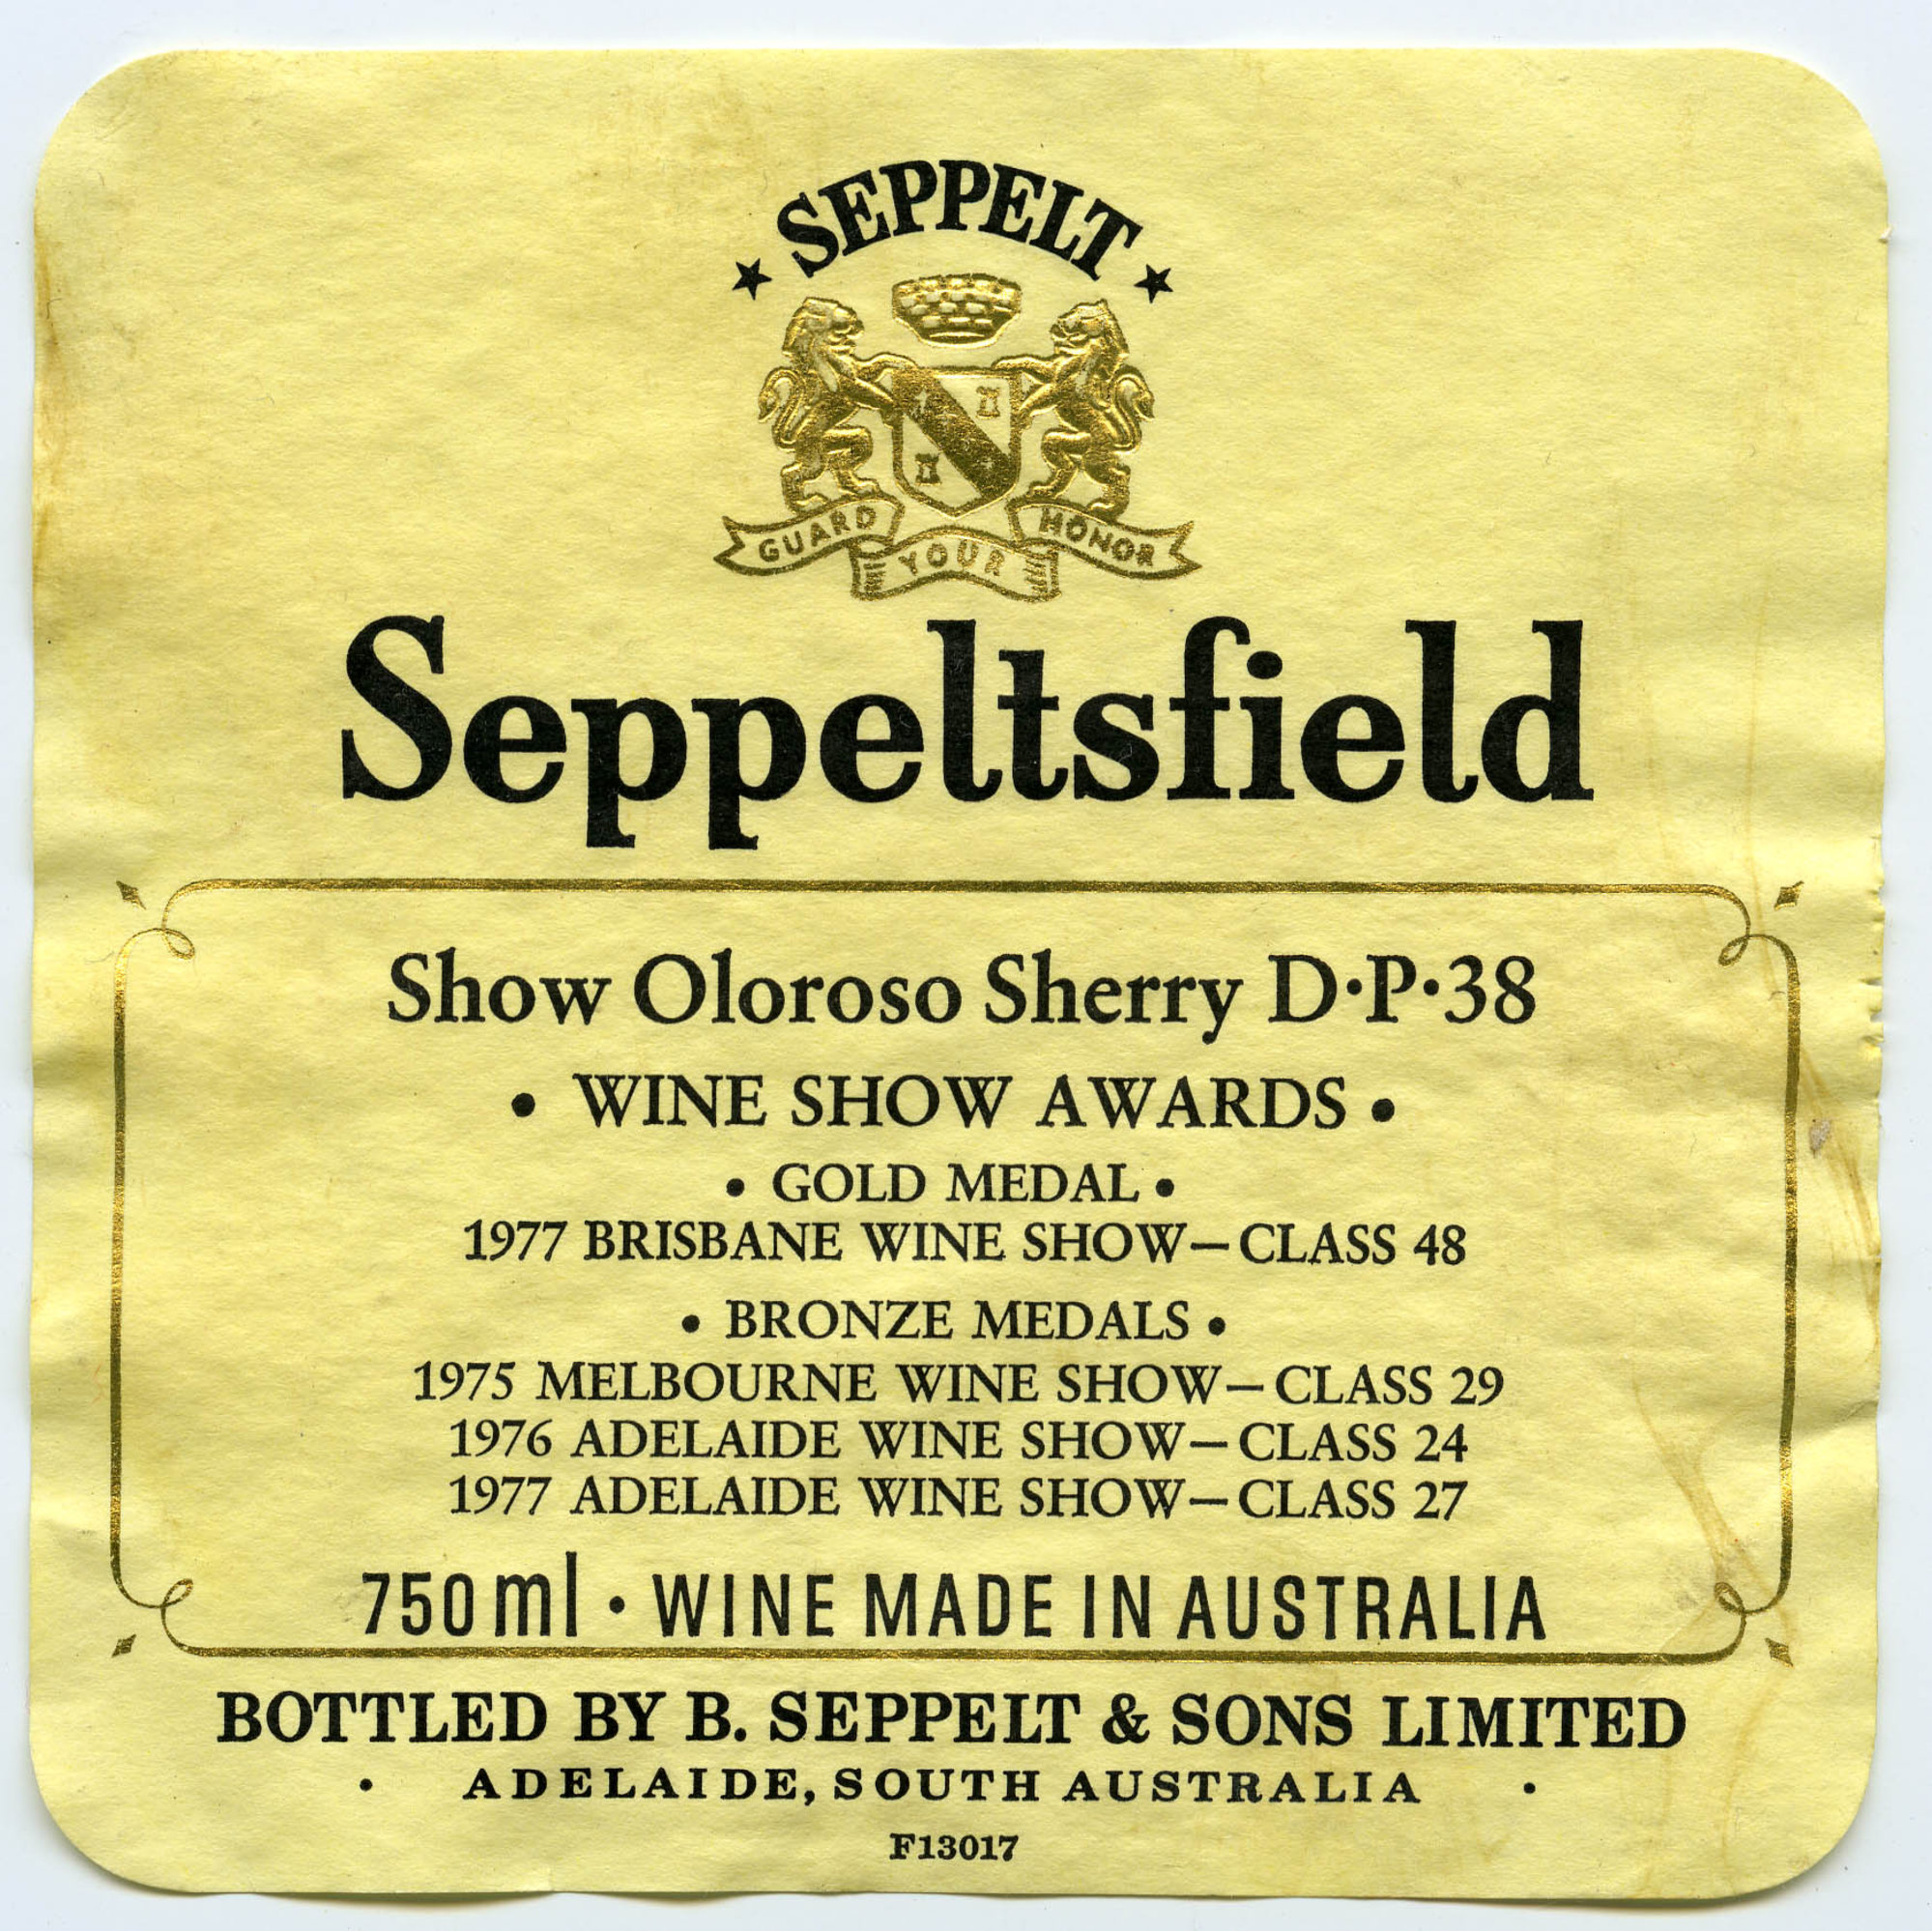 ★ SEPPELT ★
GUARD YOUR HONOR
Seppeltsfield
Show Oloroso Sherry D·P·38
• WINE SHOW AWARDS •
• GOLD MEDAL •
1977 BRISBANE WINE SHOW—CLASS 48
• BRONZE MEDALS •
1975 MELBOURNE WINE SHOW—CLASS 29
1976 ADELAIDE WINE SHOW—CLASS 24
1977 ADELAIDE WINE SHOW—CLASS 27
750ml · WINE MADE IN AUSTRALIA
BOTTLED BY B. SEPPELT & SONS LIMITED
· ADELAIDE, SOUTH AUSTRALIA ·
F13017